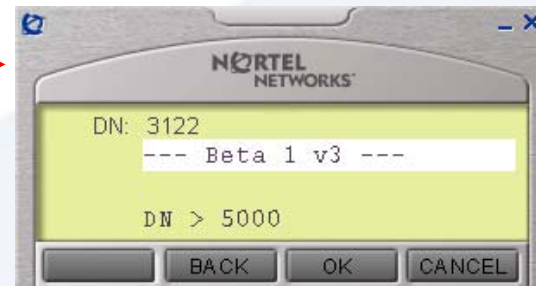 NORTEL
NETWORKS
DN: 3122
--- Beta 1 v3 ---
DN > 5000
BACK OK CANCEL